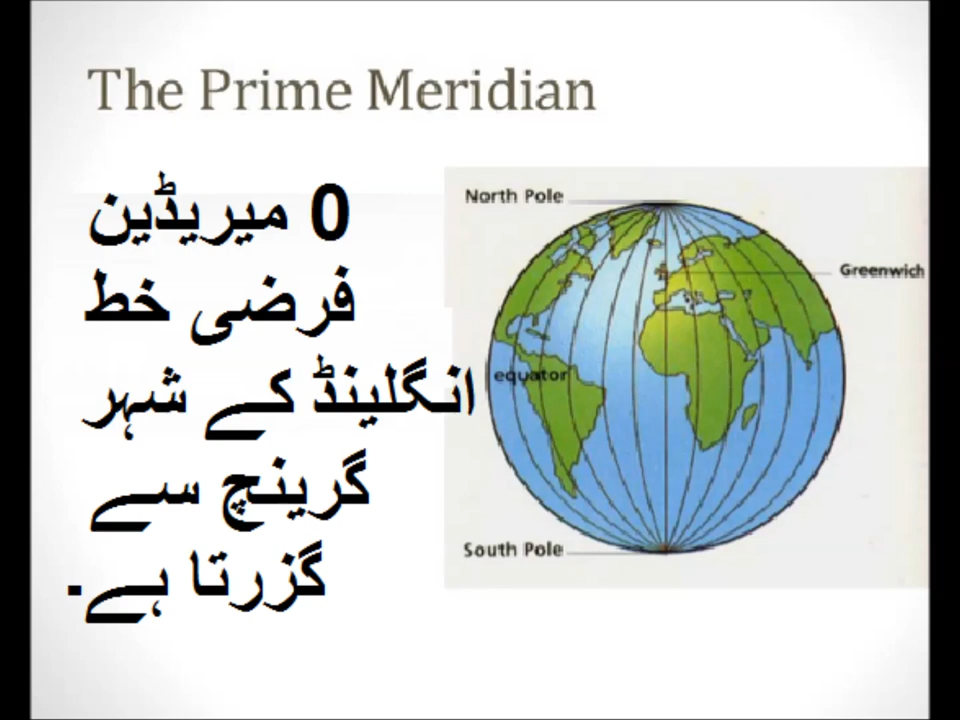 The Prime Meridian
0 میریڈین
فرضی خط
انگلینڈ کے شہر
گرینچ سے
گزرتا ہے۔
North Pole
Greenwich
equator
South Pole